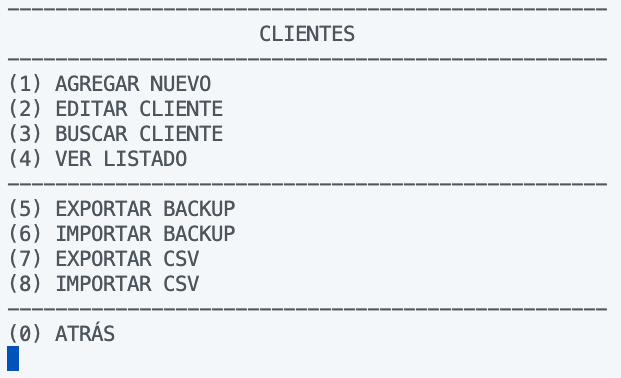 CLIENTES
(1) AGREGAR NUEVO
(2) EDITAR CLIENTE
(3) BUSCAR CLIENTE
(4) VER LISTADO
(5) EXPORTAR BACKUP
(6) IMPORTAR BACKUP
(7) EXPORTAR CSV
(8) IMPORTAR CSV
(0) ATRÁS